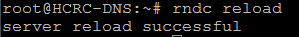 root@HCRC-DNS:~# rndc reload
server reload successful